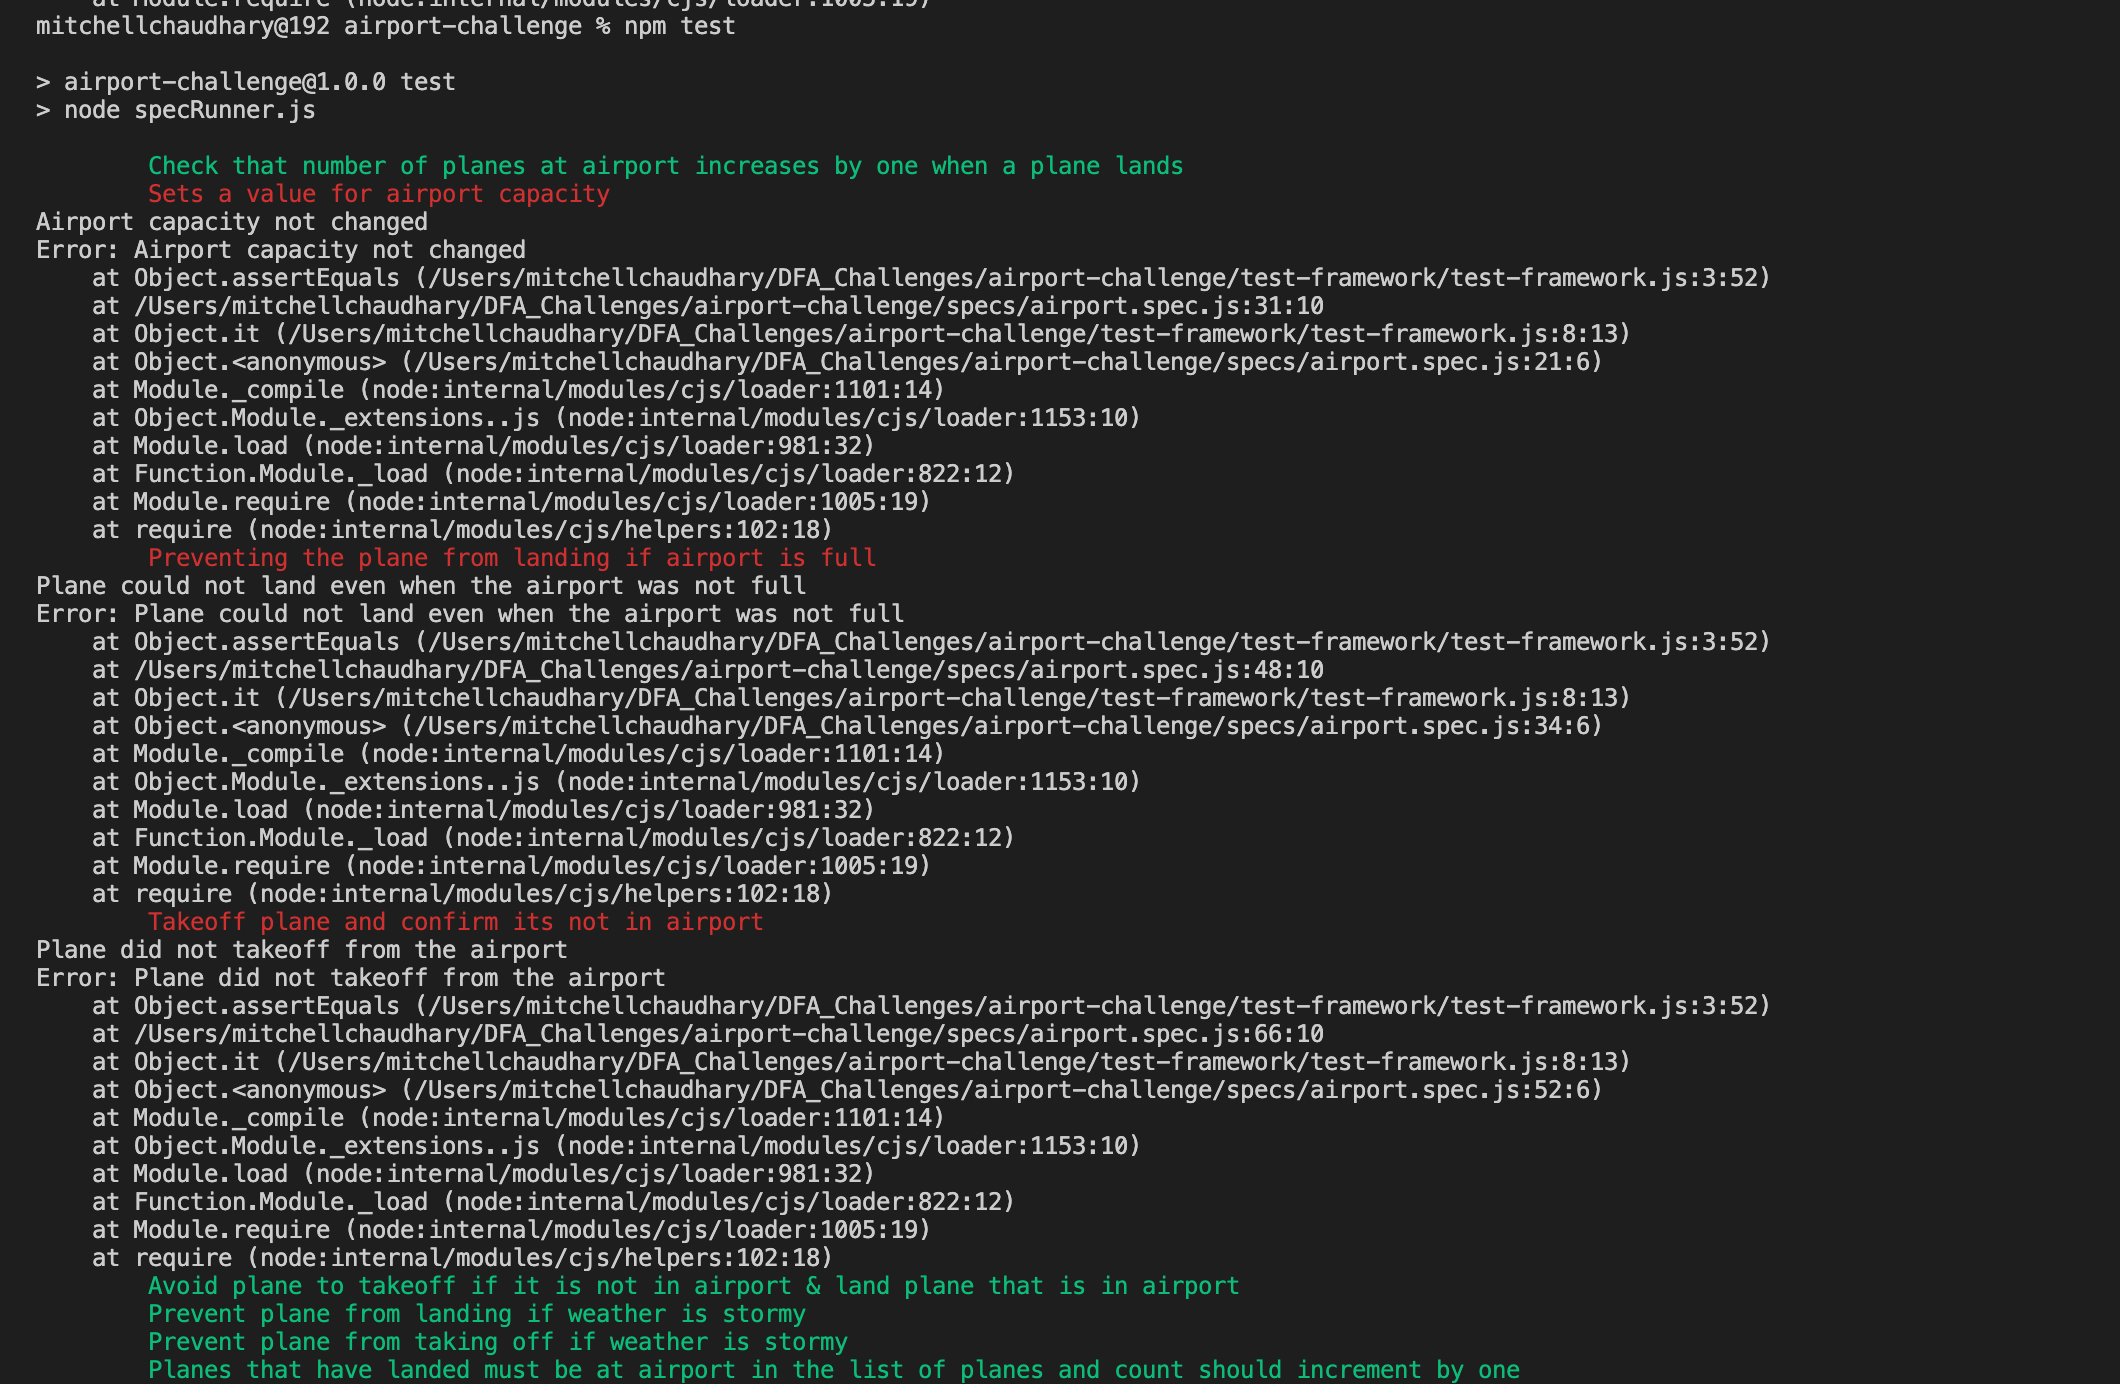 at Module.require (node:internal/modules/cjs/loader:1005:19)
mitchellchaudhary@192 airport-challenge % npm test
> airport-challenge@1.0.0 test
> node specRunner.js
Check that number of planes at airport increases by one when a plane lands
Sets a value for airport capacity
Airport capacity not changed
Error: Airport capacity not changed
at Object.assertEquals (/Users/mitchellchaudhary/DFA_Challenges/airport-challenge/test-framework/test-framework.js:3:52)
at /Users/mitchellchaudhary/DFA_Challenges/airport-challenge/specs/airport.spec.js:31:10
at Object.it (/Users/mitchellchaudhary/DFA_Challenges/airport-challenge/test-framework/test-framework.js:8:13)
at Object.<anonymous> (/Users/mitchellchaudhary/DFA_Challenges/airport-challenge/specs/airport.spec.js:21:6)
at Module._compile (node:internal/modules/cjs/loader:1101:14)
at Object.Module._extensions..js (node:internal/modules/cjs/loader:1153:10)
at Module.load (node:internal/modules/cjs/loader:981:32)
at Function.Module._load (node:internal/modules/cjs/loader:822:12)
at Module.require (node:internal/modules/cjs/loader:1005:19)
at require (node:internal/modules/cjs/helpers:102:18)
Preventing the plane from landing if airport is full
Plane could not land even when the airport was not full
Error: Plane could not land even when the airport was not full
at Object.assertEquals (/Users/mitchellchaudhary/DFA_Challenges/airport-challenge/test-framework/test-framework.js:3:52)
at /Users/mitchellchaudhary/DFA_Challenges/airport-challenge/specs/airport.spec.js:48:10
at Object.it (/Users/mitchellchaudhary/DFA_Challenges/airport-challenge/test-framework/test-framework.js:8:13)
at Object.<anonymous> (/Users/mitchellchaudhary/DFA_Challenges/airport-challenge/specs/airport.spec.js:34:6)
at Module._compile (node:internal/modules/cjs/loader:1101:14)
at Object.Module._extensions..js (node:internal/modules/cjs/loader:1153:10)
at Module.load (node:internal/modules/cjs/loader:981:32)
at Function.Module._load (node:internal/modules/cjs/loader:822:12)
at Module.require (node:internal/modules/cjs/loader:1005:19)
at require (node:internal/modules/cjs/helpers:102:18)
Takeoff plane and confirm its not in airport
Plane did not takeoff from the airport
Error: Plane did not takeoff from the airport
at Object.assertEquals (/Users/mitchellchaudhary/DFA_Challenges/airport-challenge/test-framework/test-framework.js:3:52)
at /Users/mitchellchaudhary/DFA_Challenges/airport-challenge/specs/airport.spec.js:66:10
at Object.it (/Users/mitchellchaudhary/DFA_Challenges/airport-challenge/test-framework/test-framework.js:8:13)
at Object.<anonymous> (/Users/mitchellchaudhary/DFA_Challenges/airport-challenge/specs/airport.spec.js:52:6)
at Module._compile (node:internal/modules/cjs/loader:1101:14)
at Object.Module._extensions..js (node:internal/modules/cjs/loader:1153:10)
at Module.load (node:internal/modules/cjs/loader:981:32)
at Function.Module._load (node:internal/modules/cjs/loader:822:12)
at Module.require (node:internal/modules/cjs/loader:1005:19)
at require (node:internal/modules/cjs/helpers:102:18)
Avoid plane to takeoff if it is not in airport & land plane that is in airport
Prevent plane from landing if weather is stormy
Prevent plane from taking off if weather is stormy
Planes that have landed must be at airport in the list of planes and count should increment by one